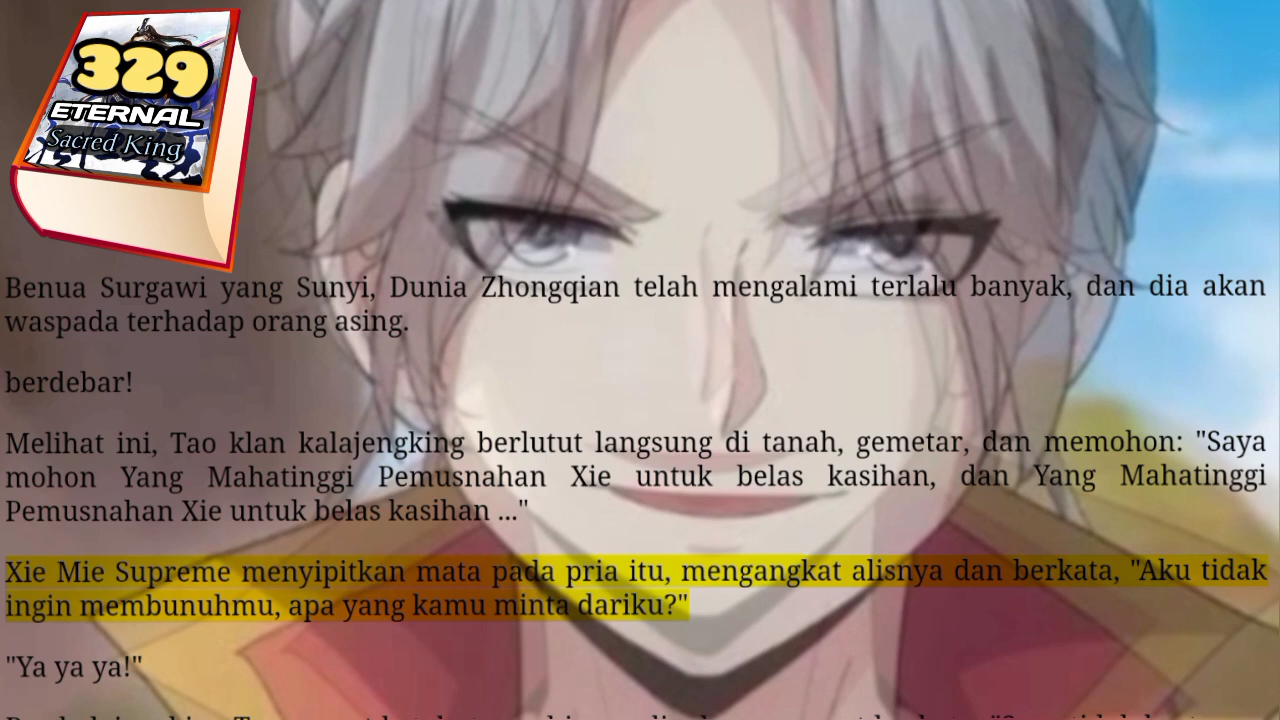 329
ETERNAL
Sacred King
Benua Surgawi yang Sunyi, Dunia Zhongqian telah mengalami terlalu banyak, dan dia akan
waspada terhadap orang asing.
berdebar!
Melihat ini, Tao klan kalajengking berlutut langsung di tanah, gemetar, dan memohon: "Saya
mohon Yang Mahatinggi Pemusnahan Xie untuk belas kasihan, dan Yang Mahatinggi
Pemusnahan Xie untuk belas kasihan ..."
Xie Mie Supreme menyipitkan mata pada pria itu, mengangkat alisnya dan berkata, "Aku tidak
ingin membunuhmu, apa yang kamu minta dariku?"
"Ya ya ya!"